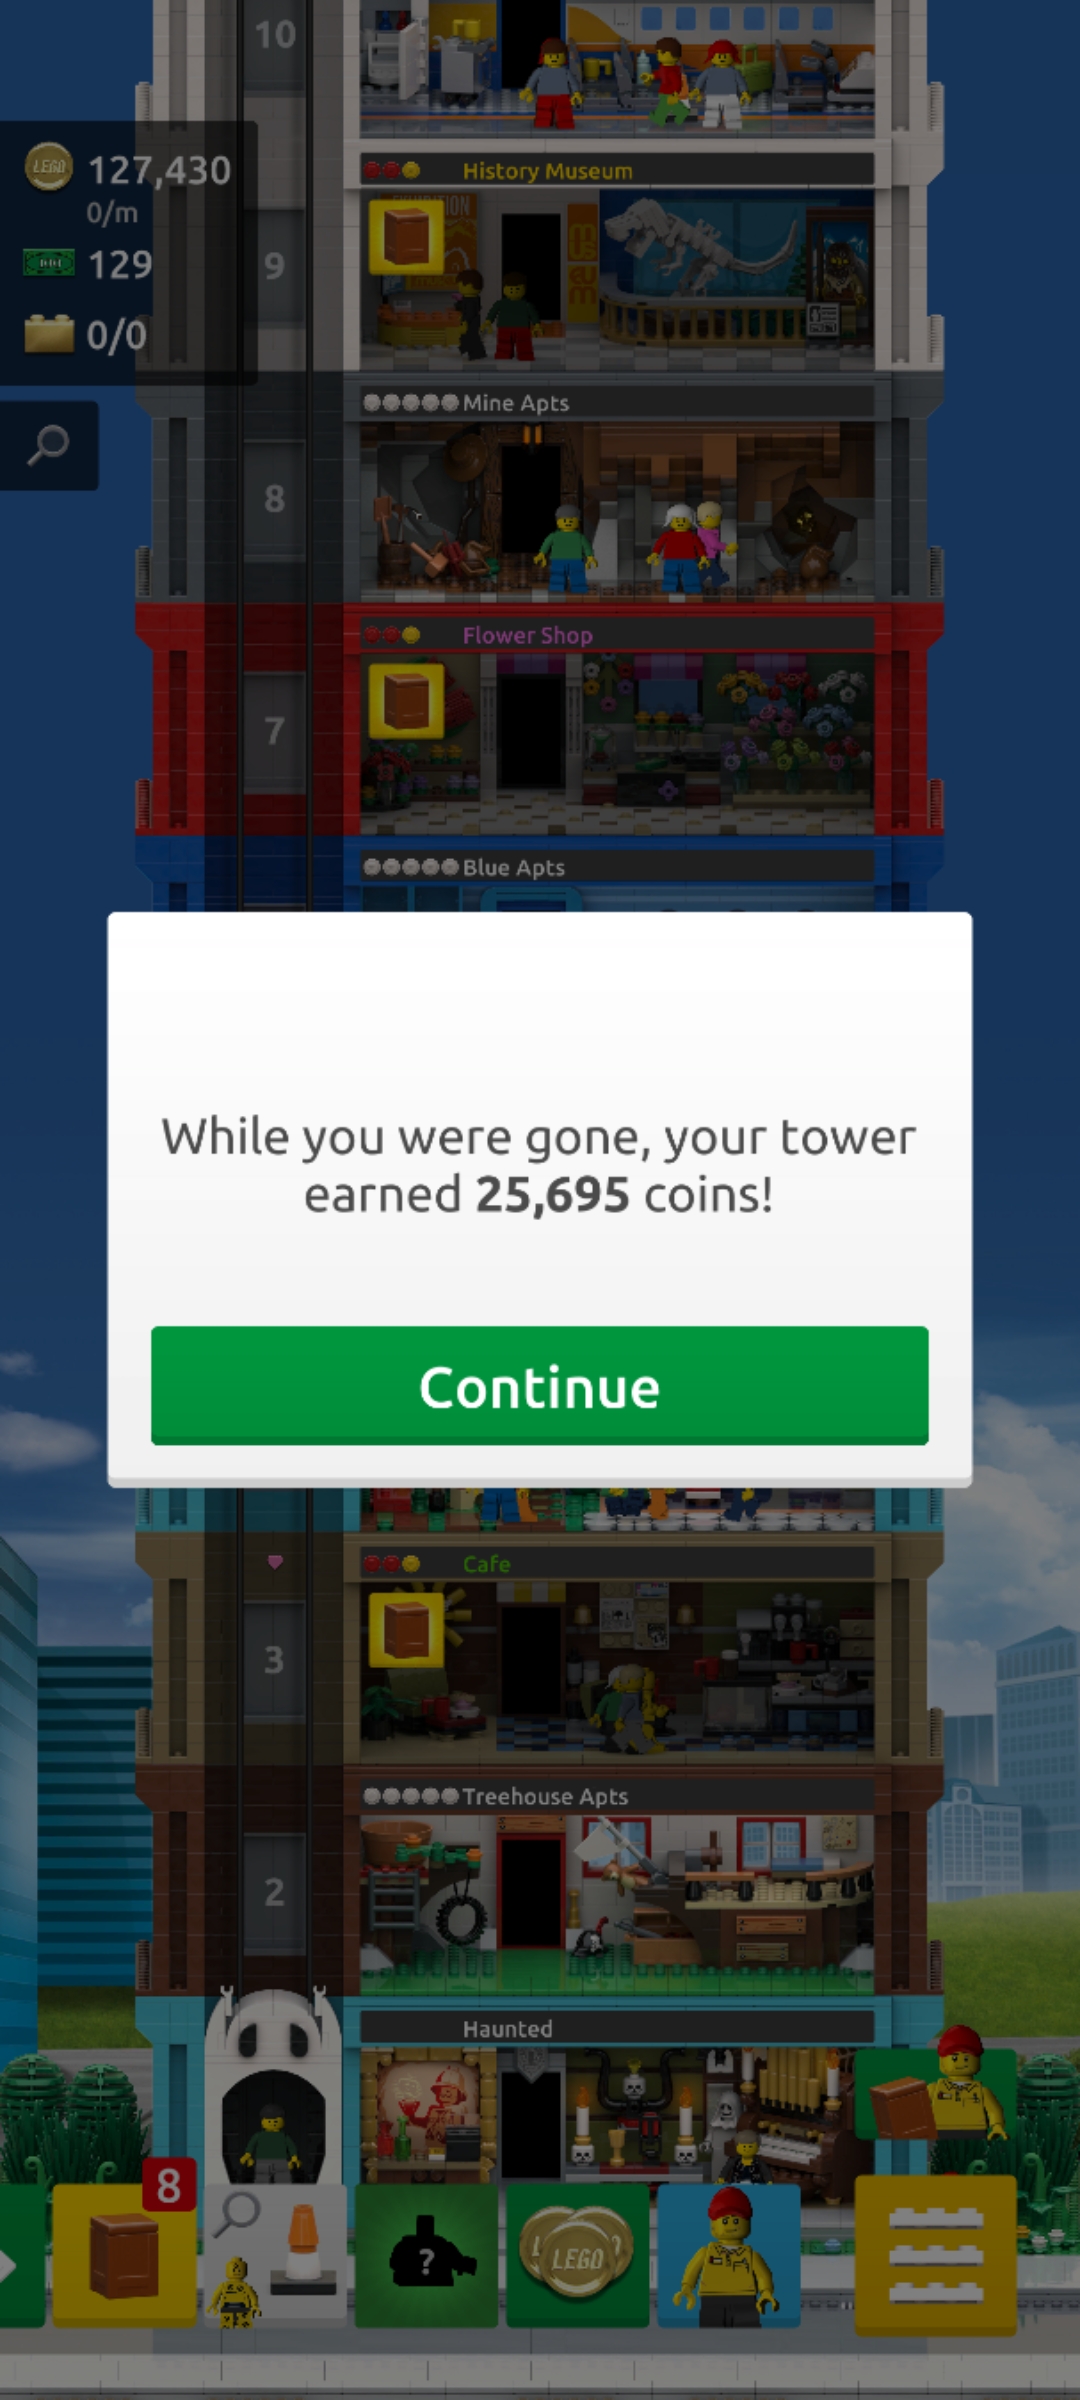 10
LEGO 127,430
0/m
129
0/0
History Museum
9
Mine Apts
8
Flower Shop
7
Blue Apts
While you were gone, your tower
earned 25,695 coins!
Continue
Cafe
3
Treehouse Apts
2
Haunted
8
?
LEGO